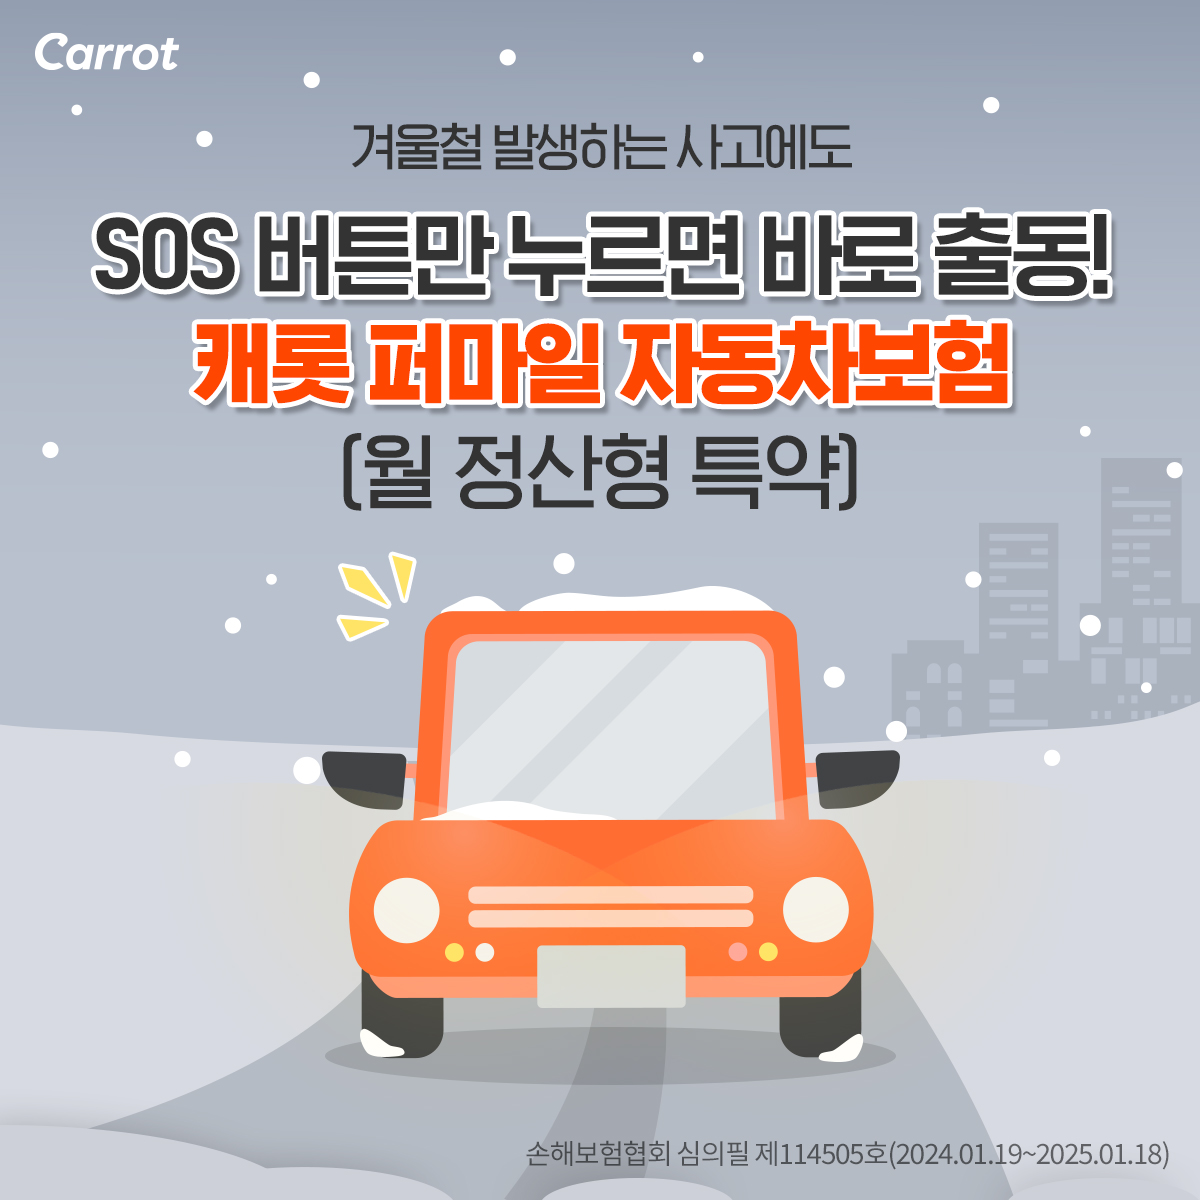 Carrot
겨울철 발생하는 사고에도
SOS 버튼만 누르면 바로 출동!
캐롯 퍼마일 자동차보험
(월 정산형 특약)
손해보험협회 심의필 제114505호(2024.01.19~2025.01.18)